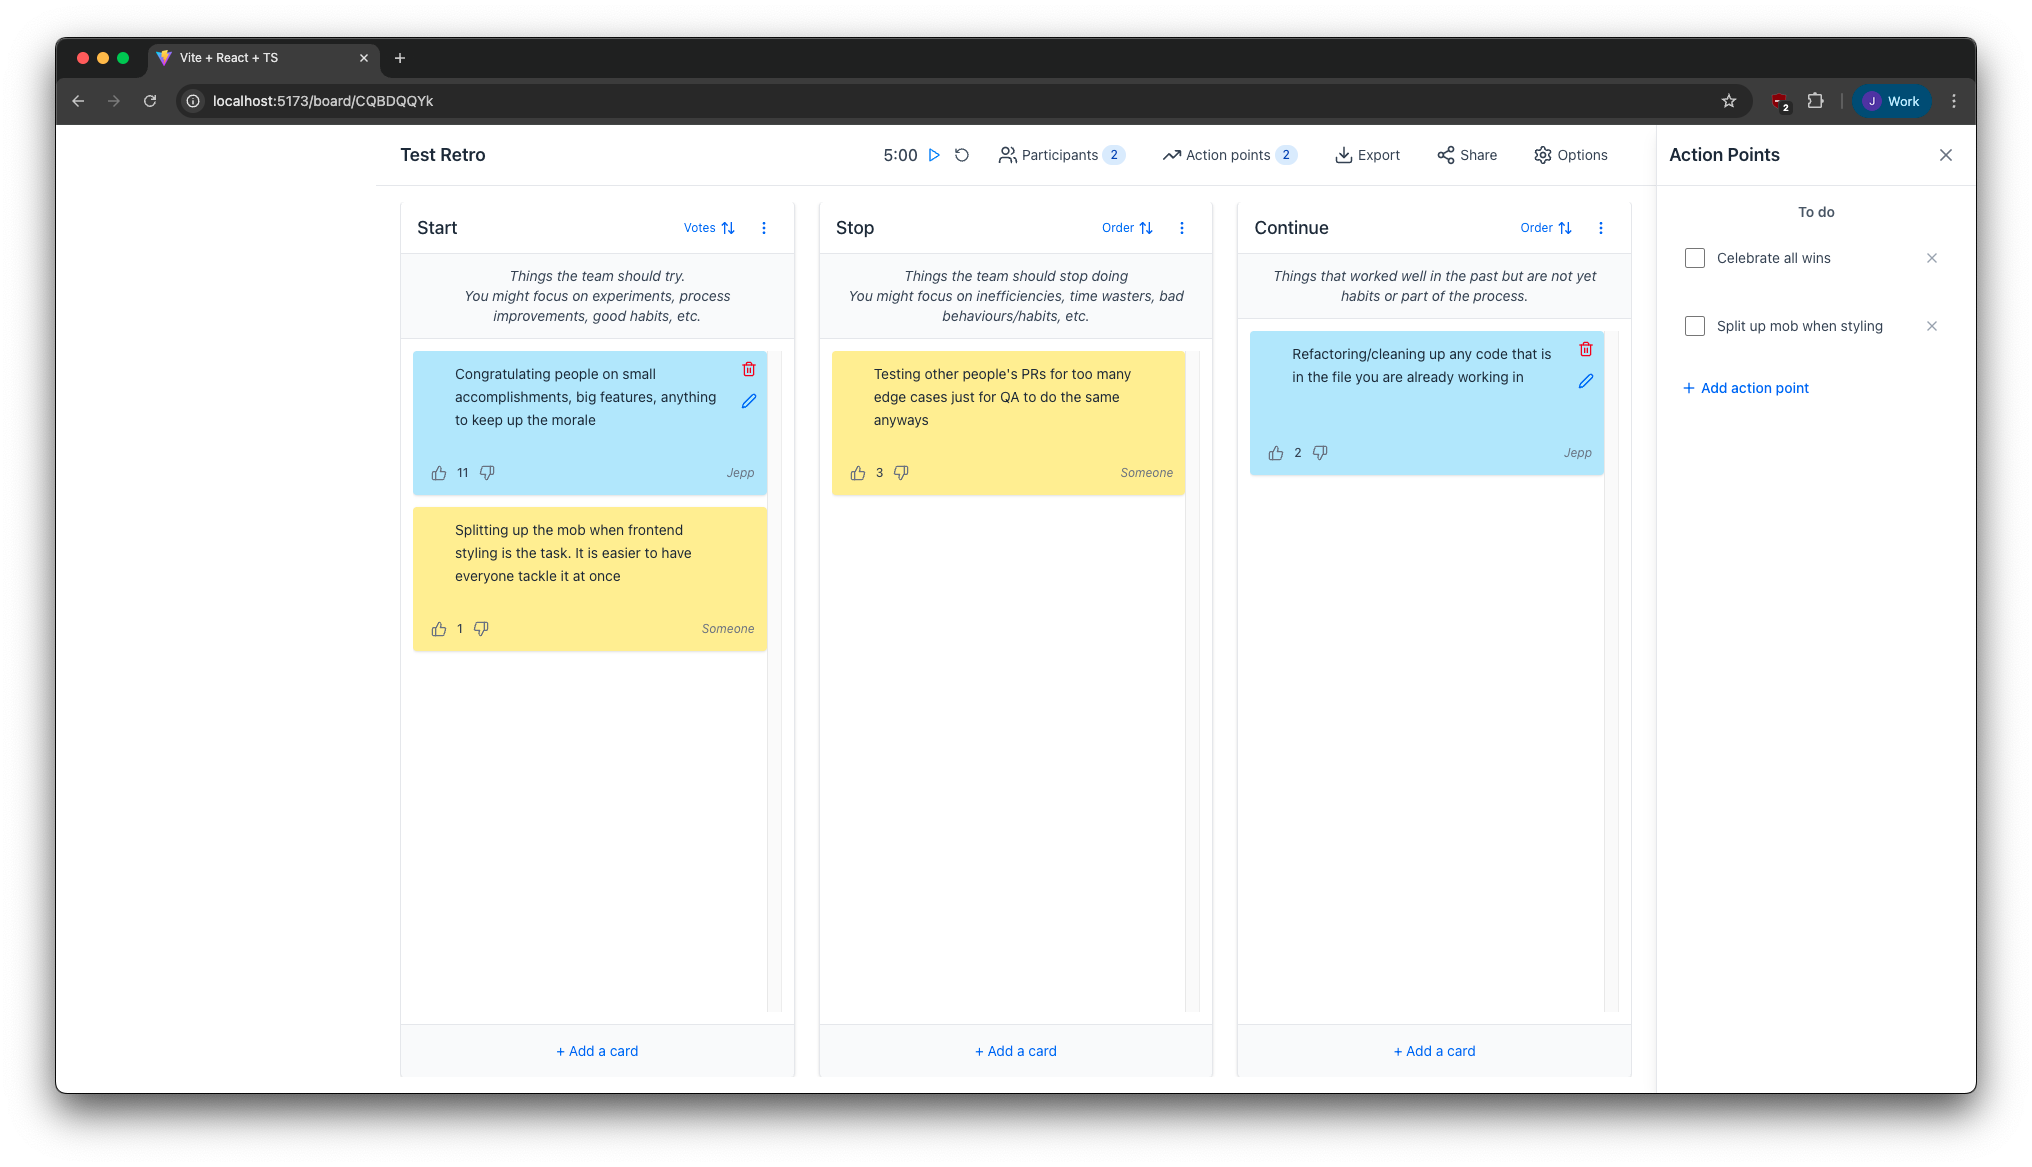 Vite + React + TS
localhost:5173/board/CQBDQQYk
2
J Work
Test Retro
5:00
Participants 2
Action points 2
Export
Share
Options
Action Points
Start
Votes
Things the team should try.
You might focus on experiments, process
improvements, good habits, etc.
Congratulating people on small
accomplishments, big features, anything
to keep up the morale
11
Jepp
Splitting up the mob when frontend
styling is the task. It is easier to have
everyone tackle it at once
1
Someone
+ Add a card
Stop
Order
Things the team should stop doing
You might focus on inefficiencies, time wasters, bad
behaviours/habits, etc.
Testing other people's PRs for too many
edge cases just for QA to do the same
anyways
3
Someone
+ Add a card
Continue
Order
Things that worked well in the past but are not yet
habits or part of the process.
Refactoring/cleaning up any code that is
in the file you are already working in
2
Jepp
+ Add a card
To do
Celebrate all wins
Split up mob when styling
+ Add action point